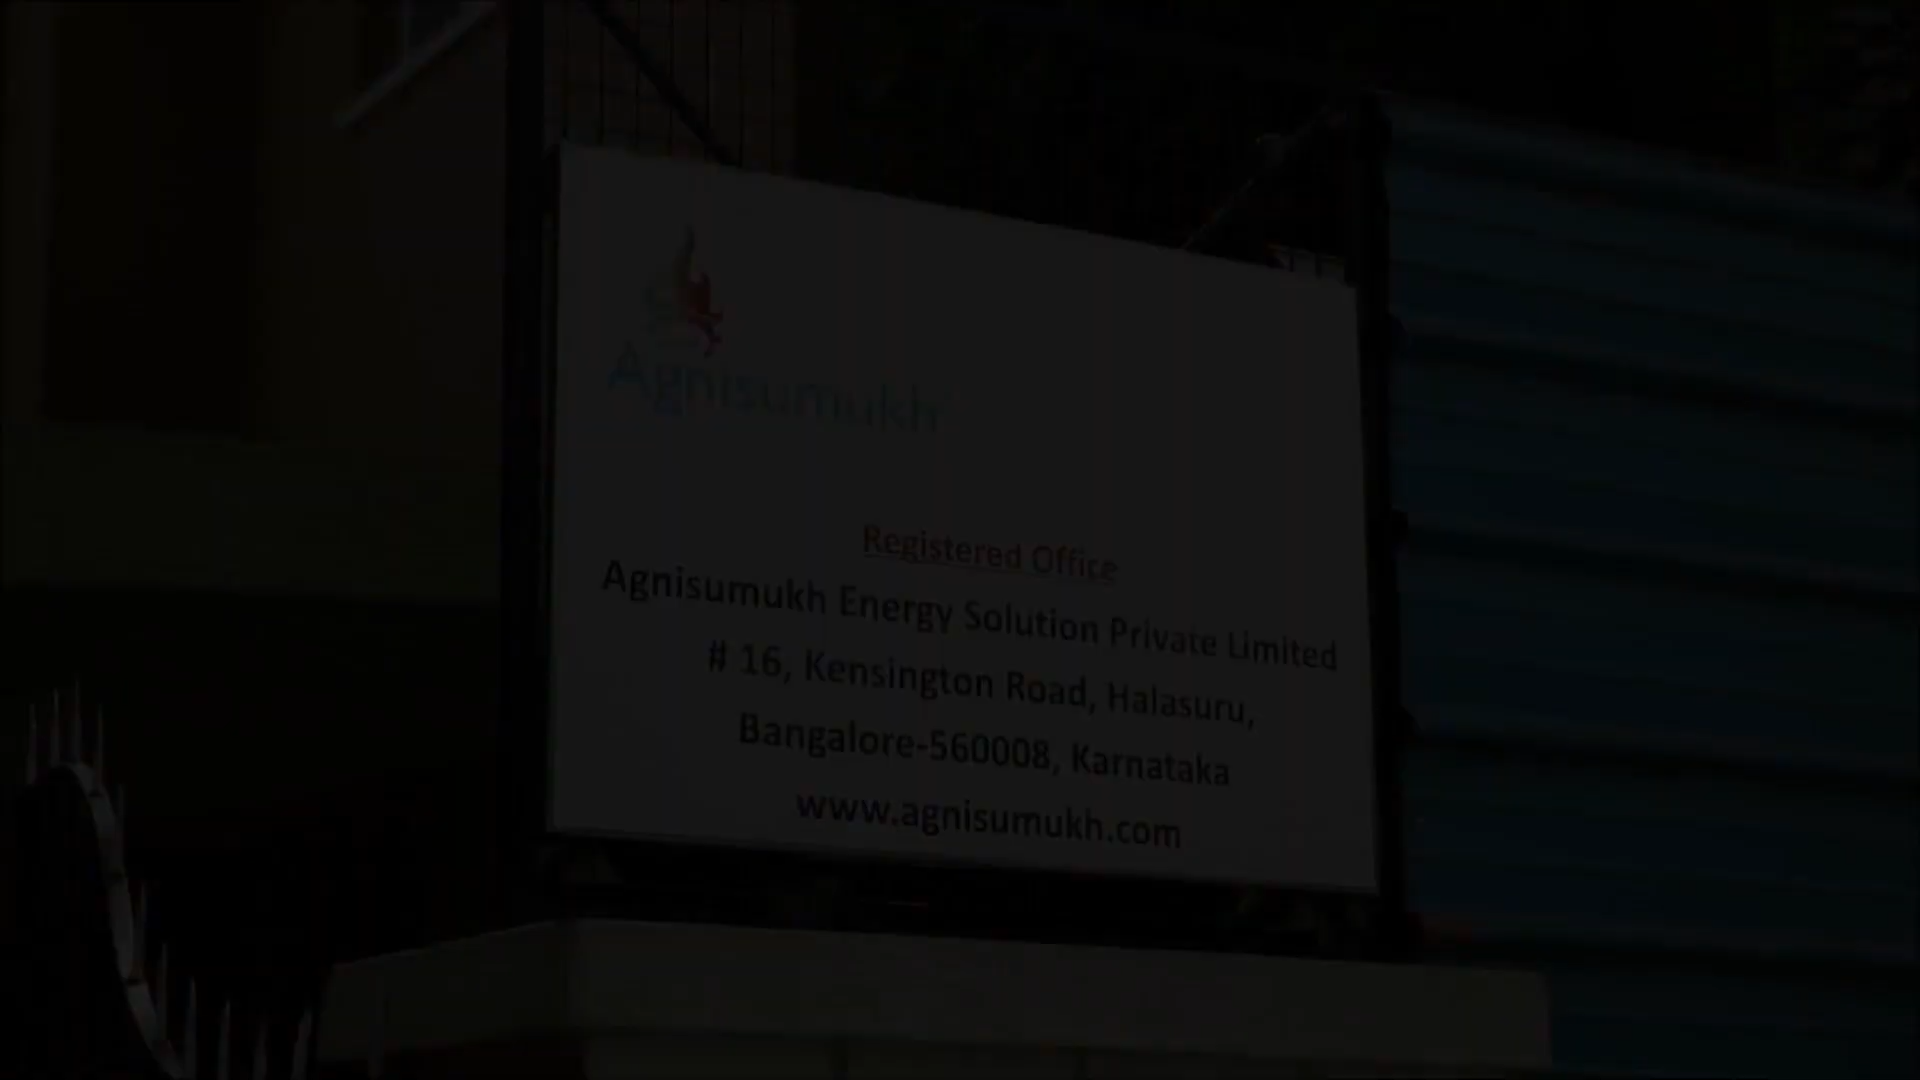 Agnisumukh
Registered Office
Agnisumukh Energy Solution Private Limited
# 16, Kensington Road, Halasuru,
Bangalore-560008, Karnataka
www.agnisumukh.com